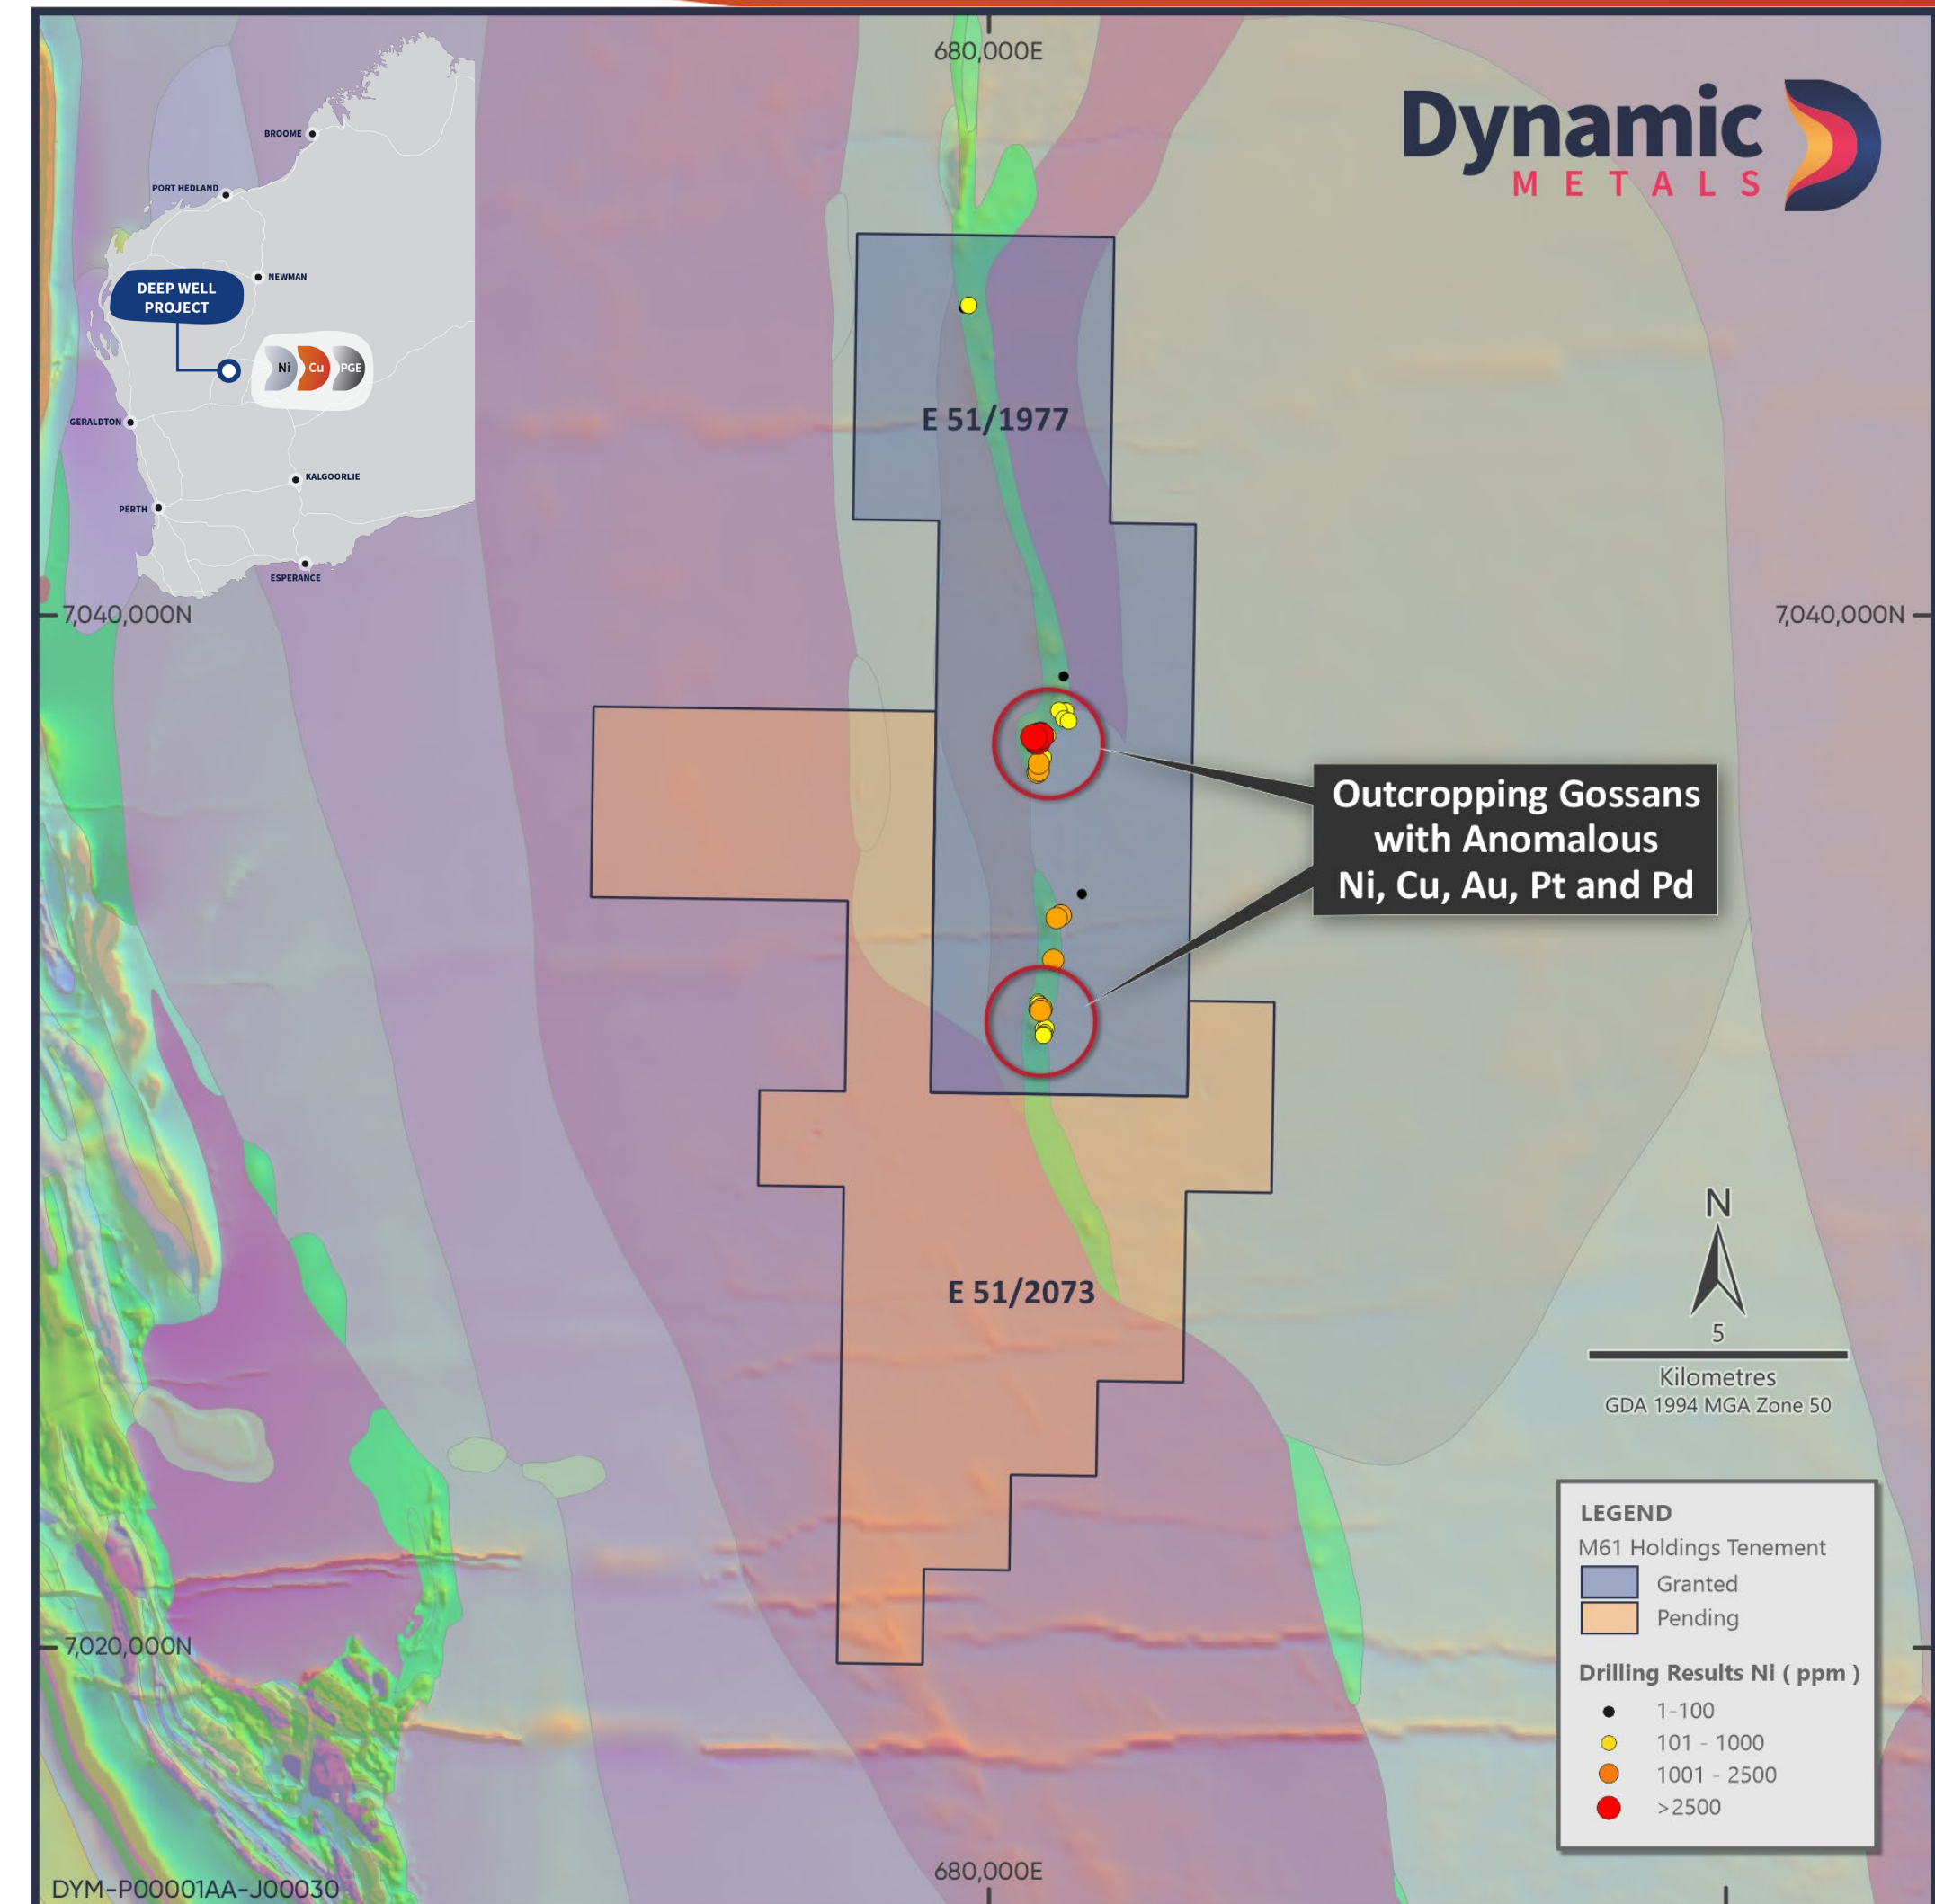 680,000E
Dynamic
METALS
BROOME
PORT HEDLAND
NEWMAN
DEEP WELL
PROJECT
Ni Cu PGE
GERALDTON
KALGOORLIE
PERTH
ESPERANCE
E 51/1977
7,040,000N
7,040,000N
Outcropping Gossans
with Anomalous
Ni, Cu, Au, Pt and Pd
E 51/2073
N
5
Kilometres
GDA 1994 MGA Zone 50
LEGEND
M61 Holdings Tenement
Granted
Pending
7,020,000N
Drilling Results Ni ( ppm )
1-100
101 - 1000
1001 - 2500
>2500
680,000E
DYM-P00001AA-J00030